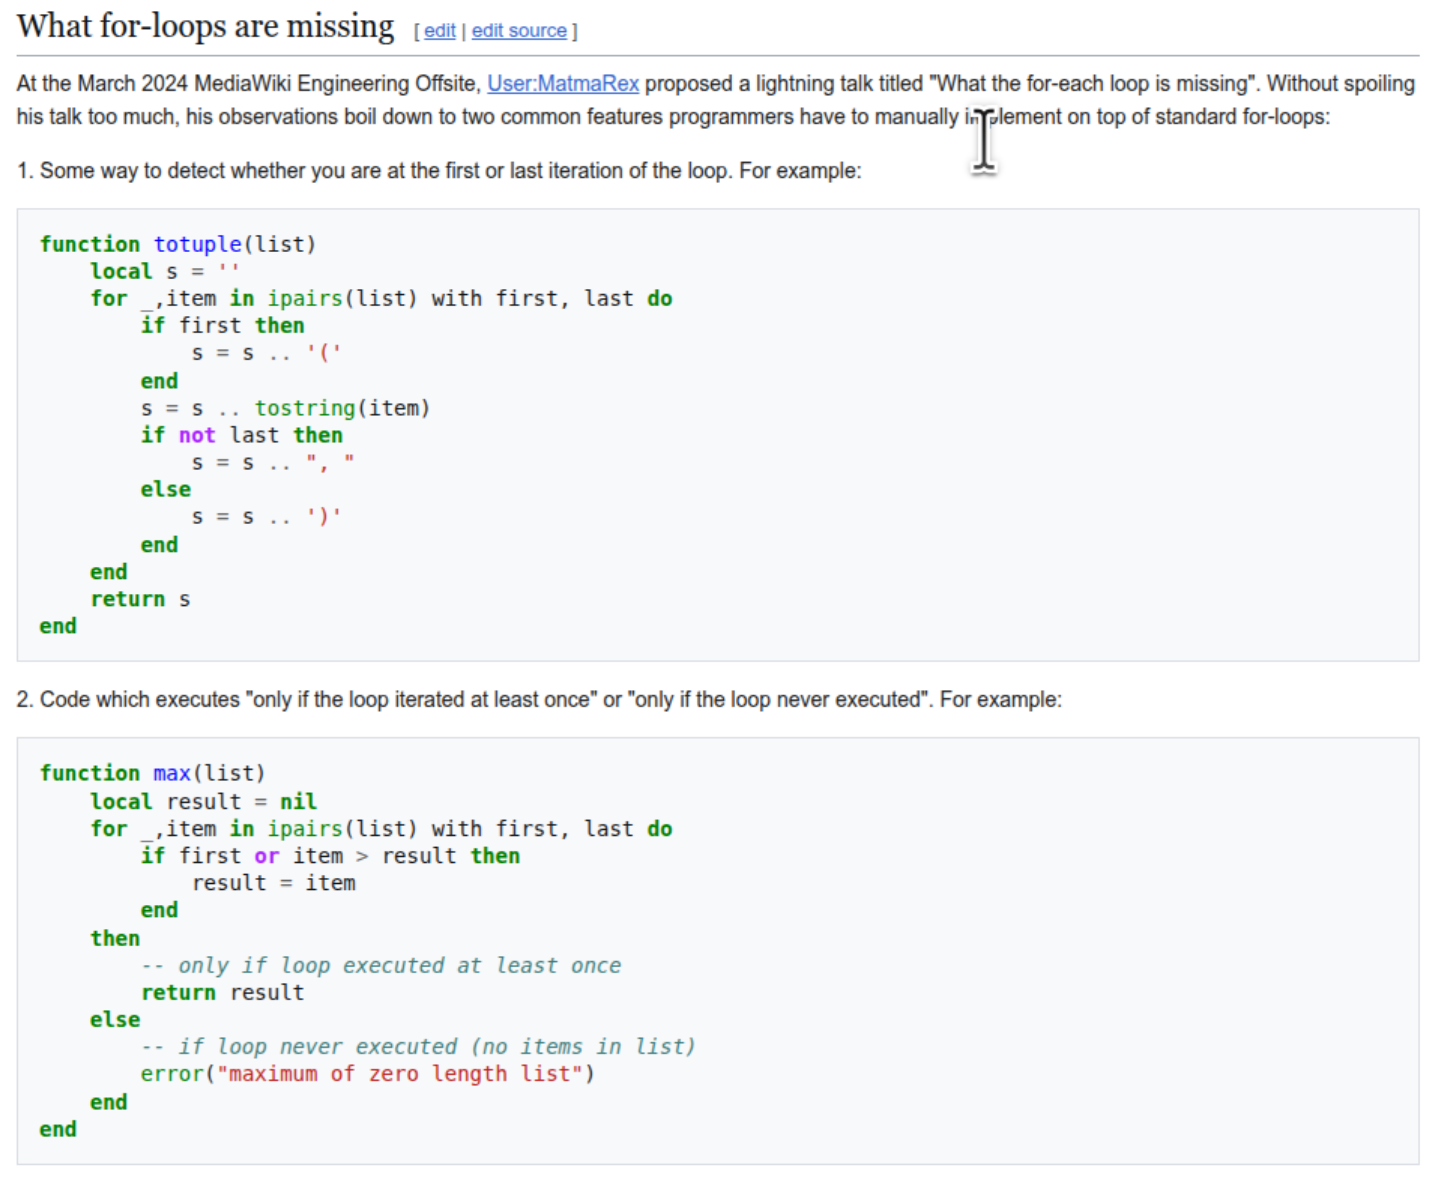 What for-loops are missing [ edit | edit source ]
At the March 2024 MediaWiki Engineering Offsite, User:MatmaRex proposed a lightning talk titled "What the for-each loop is missing". Without spoiling
his talk too much, his observations boil down to two common features programmers have to manually implement on top of standard for-loops:
1. Some way to detect whether you are at the first or last iteration of the loop. For example:
function totuple(list)
    local s = ''
    for _,item in ipairs(list) with first, last do
        if first then
            s = s .. '('
        end
        s = s .. tostring(item)
        if not last then
            s = s .. ", "
        else
            s = s .. ')'
        end
    end
    return s
end
2. Code which executes "only if the loop iterated at least once" or "only if the loop never executed". For example:
function max(list)
    local result = nil
    for _,item in ipairs(list) with first, last do
        if first or item > result then
            result = item
        end
    then
        -- only if loop executed at least once
        return result
    else
        -- if loop never executed (no items in list)
        error("maximum of zero length list")
    end
end